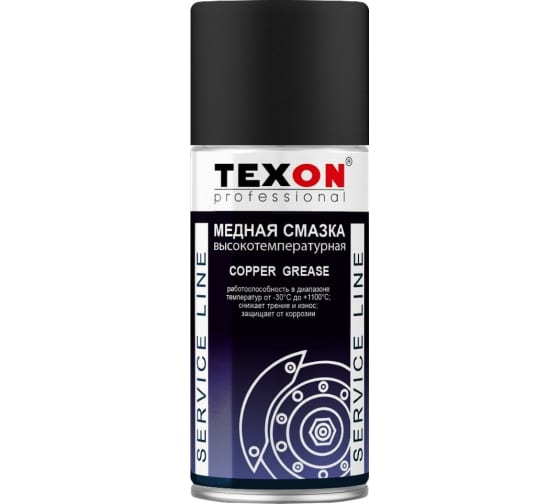 TEXON®
professional
МЕДНАЯ СМАЗКА
высокотемпературная
COPPER GREASE
работоспособность в диапазоне
температур от -30°С до +1100°С;
снижает трение и износ;
защищает от коррозии
SERVICE LINE
SERVICE LINE